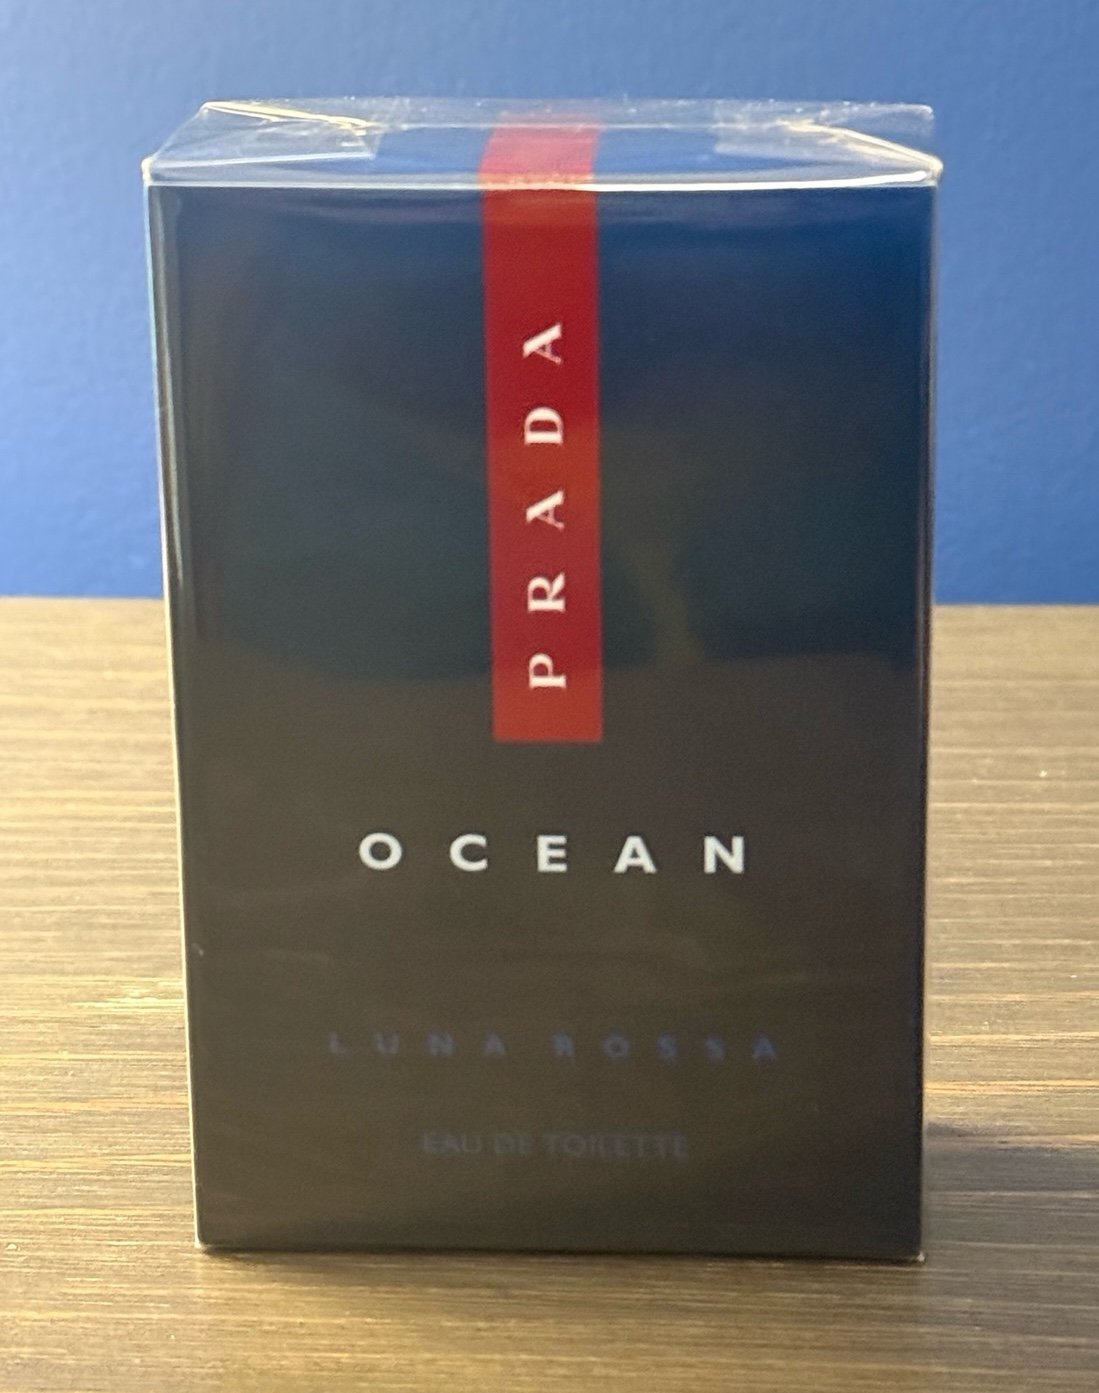 PRADA
OCEAN
LUNA ROSSA
EAU DE TOILETTE